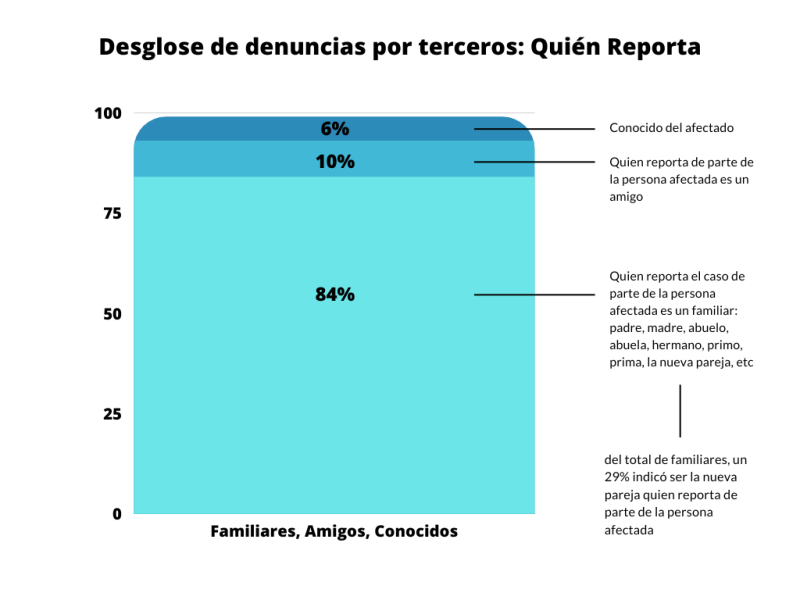 Desglose de denuncias por terceros: Quién Reporta
100
75
50
25
0
6%
10%
84%
Conocido del afectado
Quien reporta de parte de
la persona afectada es un
amigo
Quien reporta el caso de
parte de la persona
afectada es un familiar:
padre, madre, abuelo,
abuela, hermano, primo,
prima, la nueva pareja, etc
del total de familiares, un
29% indicó ser la nueva
pareja quien reporta de
parte de la persona
afectada
Familiares, Amigos, Conocidos